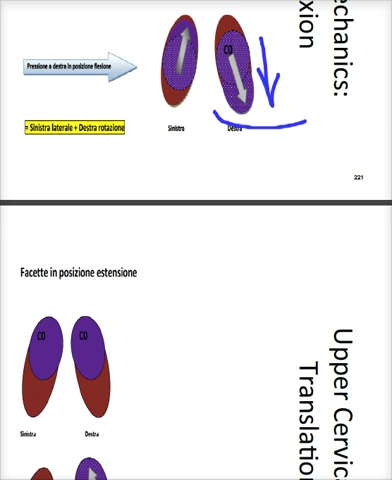 echanics:
xion
Pressione a destra in posizione flessione
C0
= Sinistra laterale + Destra rotazione
Sinistra
Destra
221
Facette in posizione estensione
Upper Cervic
Translation
C0
C0
Sinistra
Destra